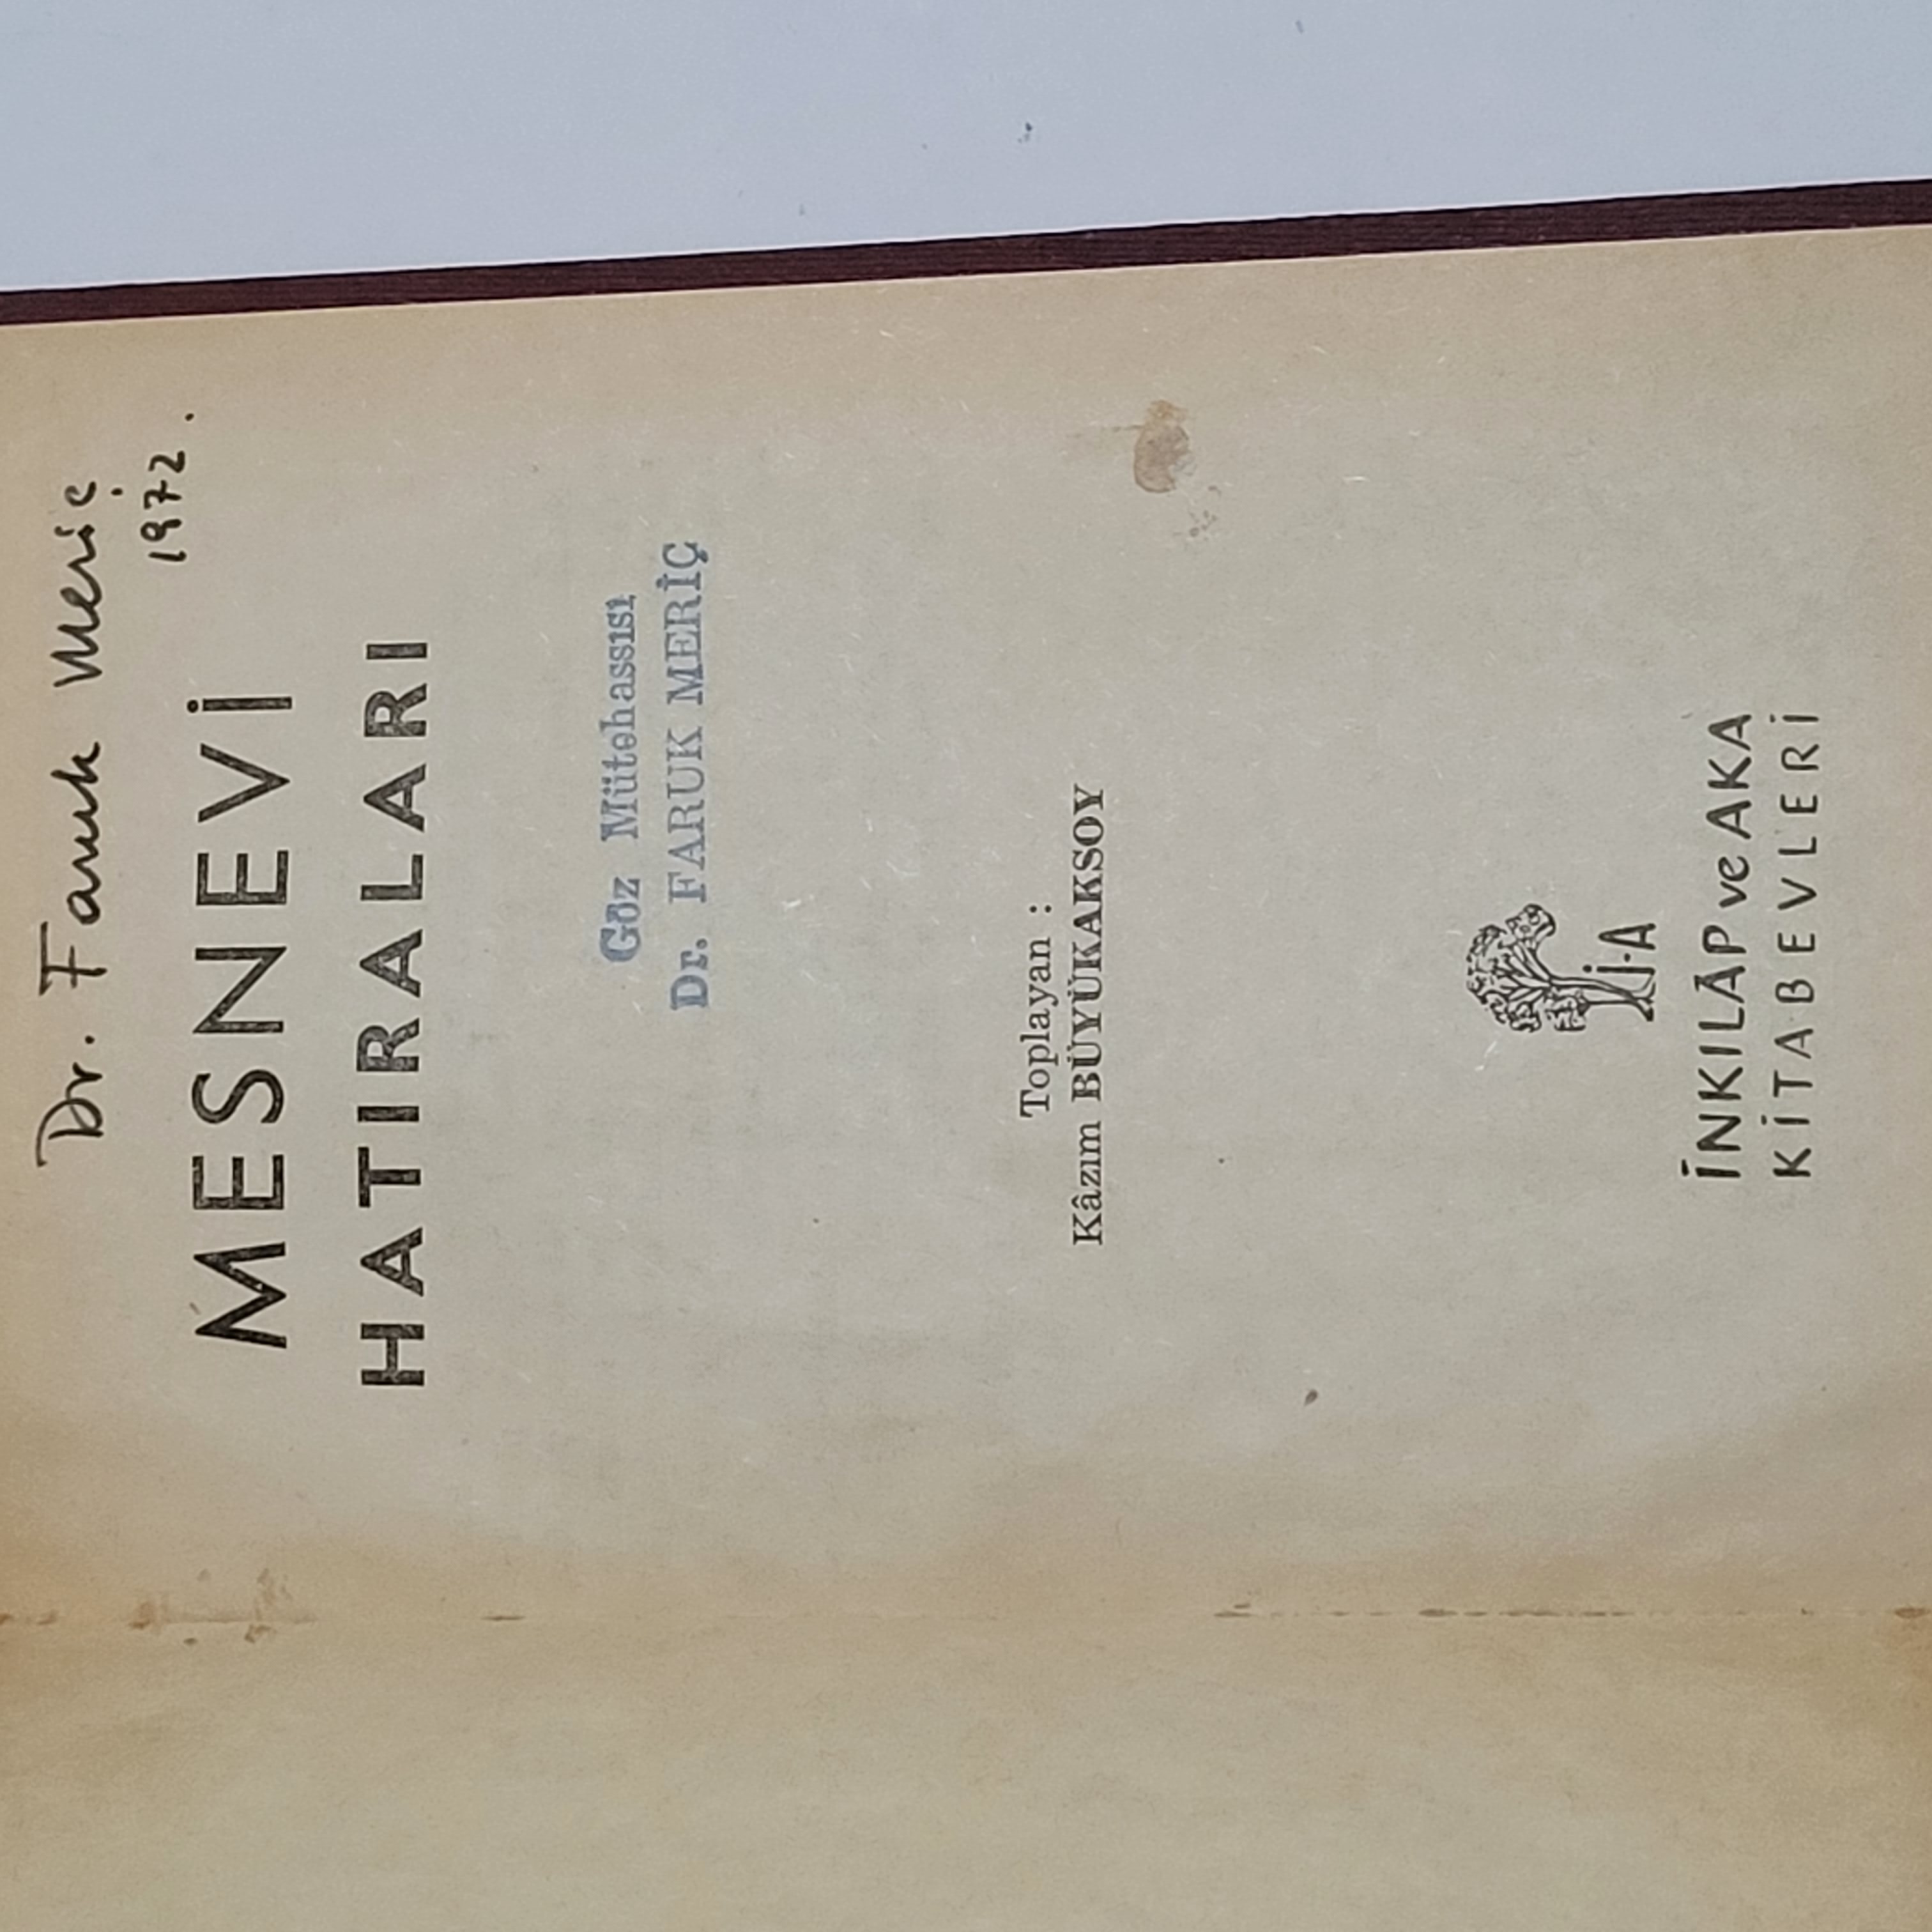 Dr. Faruk Meriç
1972.
MESNEVİ
HATIRALARI
Göz Mütehassısı
Dr. FARUK MERİÇ
Toplayan :
Kâzım BÜYÜKAKSOY
İ-A
İNKILÂP ve AKA
KİTABEVLERİ